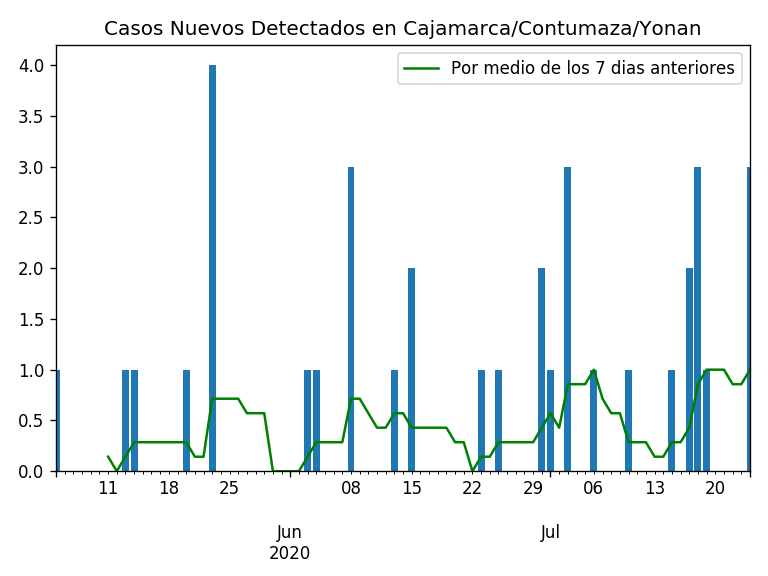 Casos Nuevos Detectados en Cajamarca/Contumaza/Yonan
Por medio de los 7 dias anteriores
4.0
3.5
3.0
2.5
2.0
1.5
1.0
0.5
0.0
11 18 25 08 15 22 29 06 13 20
Jun Jul
2020